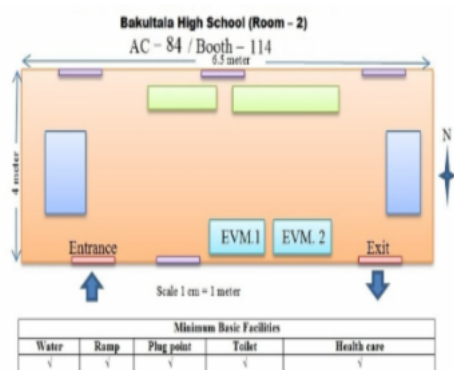 Bakultala High School (Room – 2)
AC – 84 / Booth – 114
6.5 meter
4 meter
N
EVM.1 EVM. 2
Entrance Exit
Scale 1 cm = 1 meter
Minimum Basic Facilities
Water Ramp Plug point Toilet Health care
√ √ √ √ √